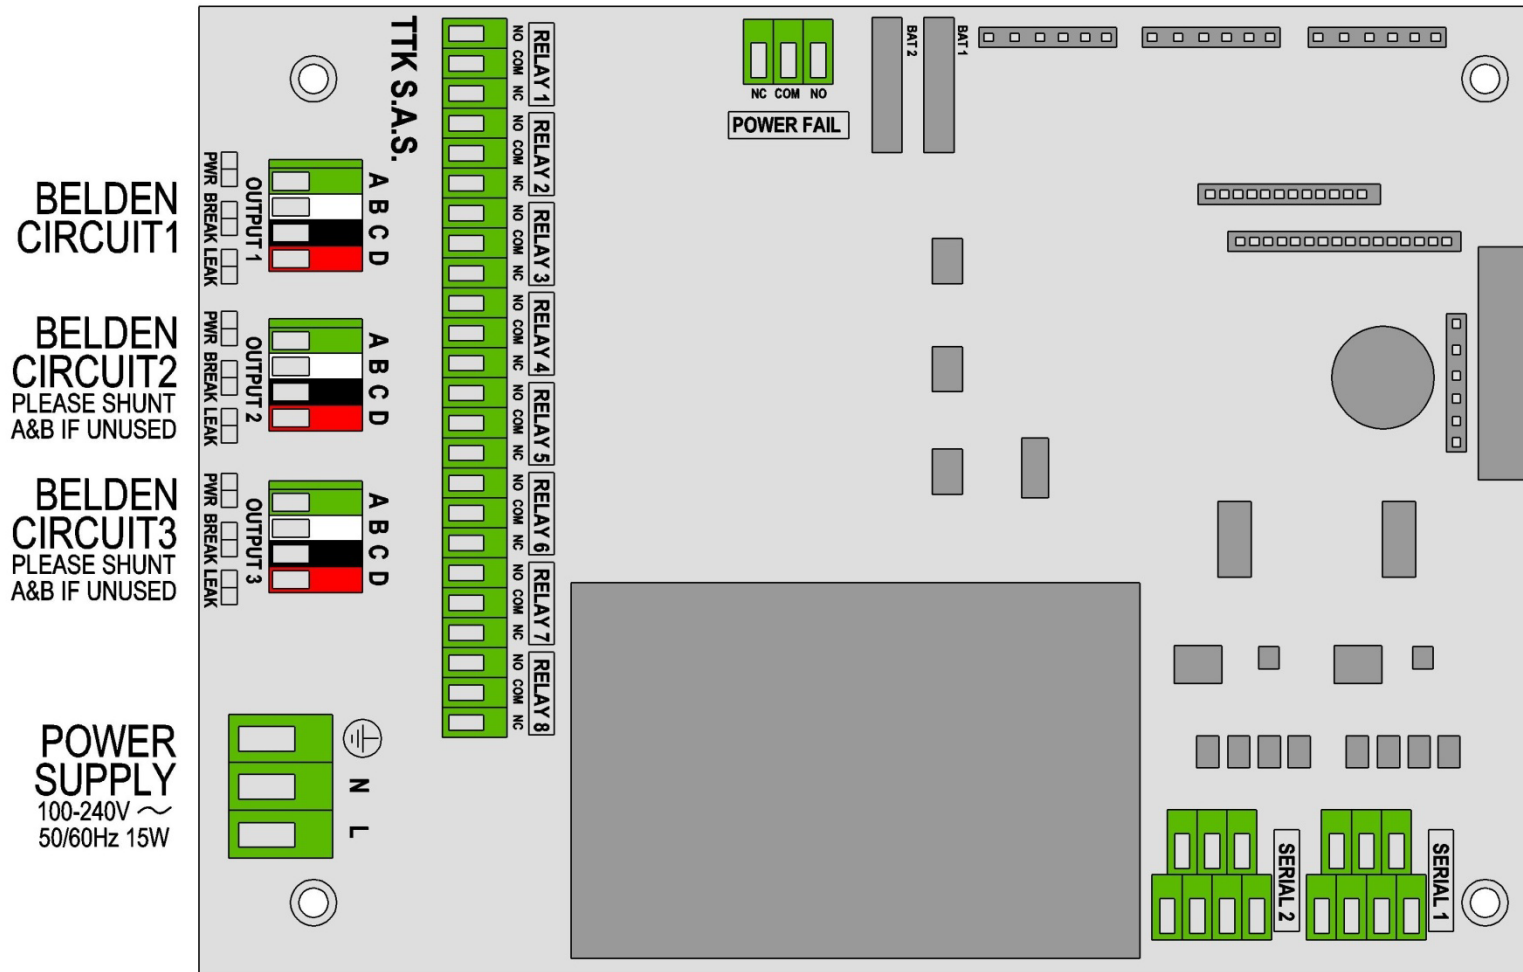 BELDEN
CIRCUIT1
BELDEN
CIRCUIT2
PLEASE SHUNT
A&B IF UNUSED
BELDEN
CIRCUIT3
PLEASE SHUNT
A&B IF UNUSED
POWER
SUPPLY
100-240V ～
50/60Hz 15W
PWR
BREAK
LEAK
OUTPUT 1
A
B
C
D
PWR
BREAK
LEAK
OUTPUT 2
A
B
C
D
PWR
BREAK
LEAK
OUTPUT 3
A
B
C
D
N
L
TTK S.A.S.
NO COM NC
RELAY 1
NO COM NC
RELAY 2
NO COM NC
RELAY 3
NO COM NC
RELAY 4
NO COM NC
RELAY 5
NO COM NC
RELAY 6
NO COM NC
RELAY 7
NO COM NC
RELAY 8
NC COM NO
POWER FAIL
BAT 2
BAT 1
SERIAL 2
SERIAL 1